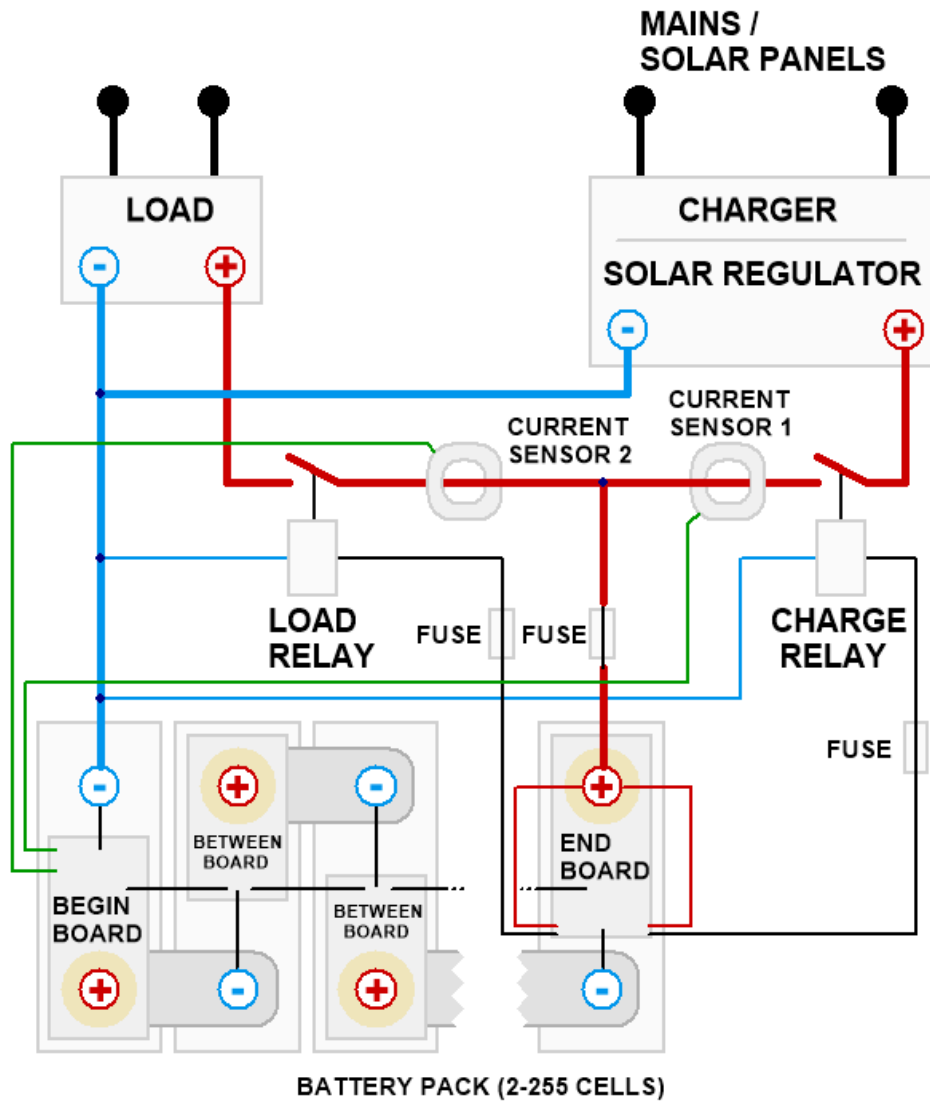 MAINS /
SOLAR PANELS
LOAD
CHARGER
- +
SOLAR REGULATOR
- +
CURRENT
SENSOR 1
CURRENT
SENSOR 2
LOAD
RELAY
FUSE
FUSE
CHARGE
RELAY
FUSE
- + - +
BETWEEN
BOARD
END
BOARD
BEGIN
BOARD
BETWEEN
BOARD
+ - + -
BATTERY PACK (2-255 CELLS)